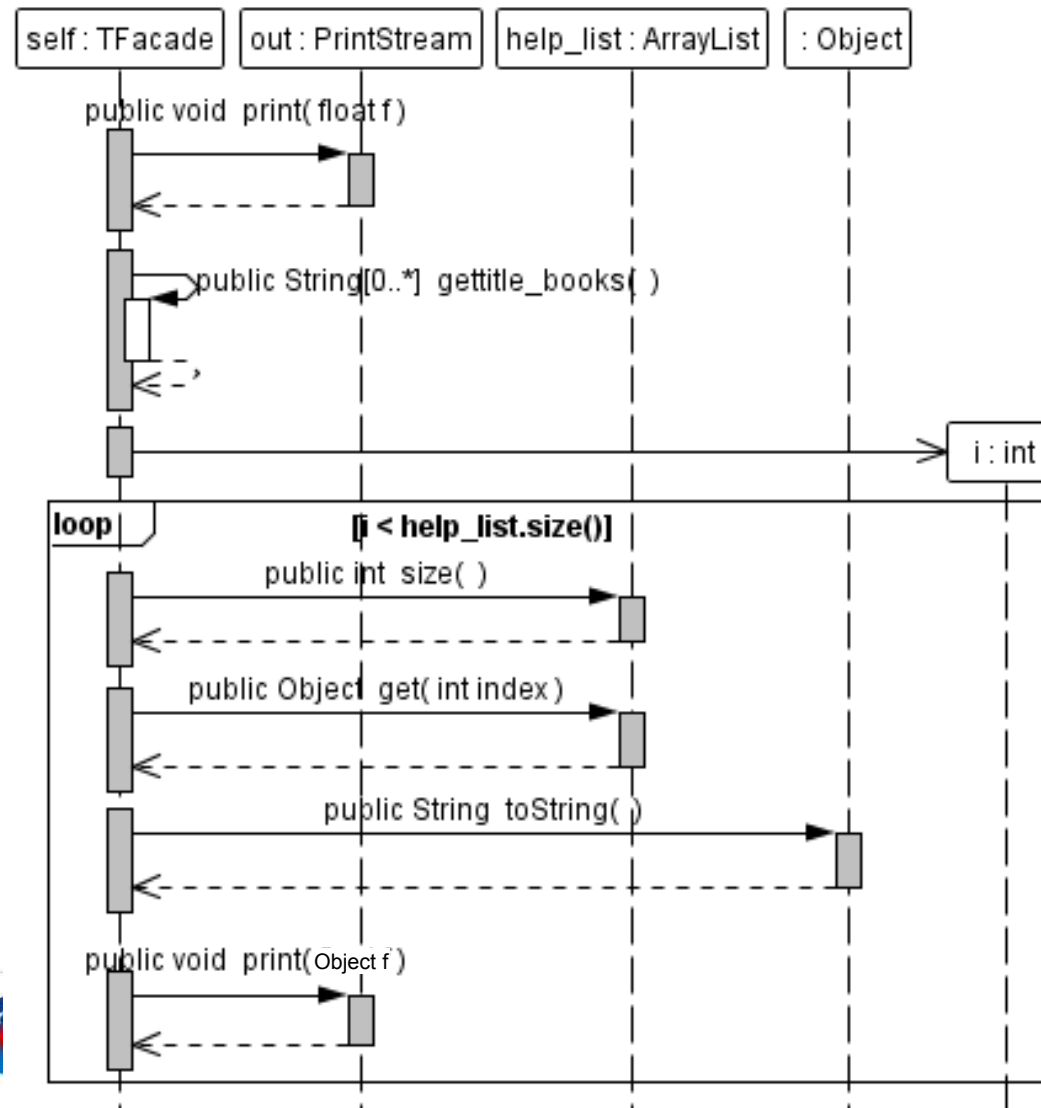 self : TFacade
out : PrintStream
help_list : ArrayList
: Object
public void print( float f )
public String[0..*] gettitle_books( )
i : int
loop
[i < help_list.size()]
public int size( )
public Object get( int index )
public String toString( )
public void print( Object f )